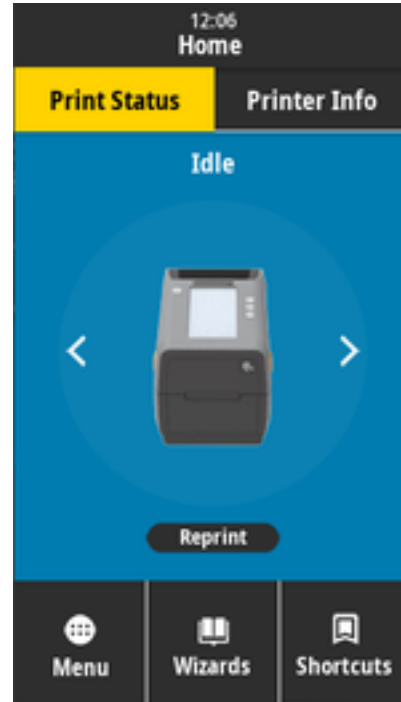 12:06
Home
Print Status
Printer Info
Idle
Reprint
Menu
Wizards
Shortcuts